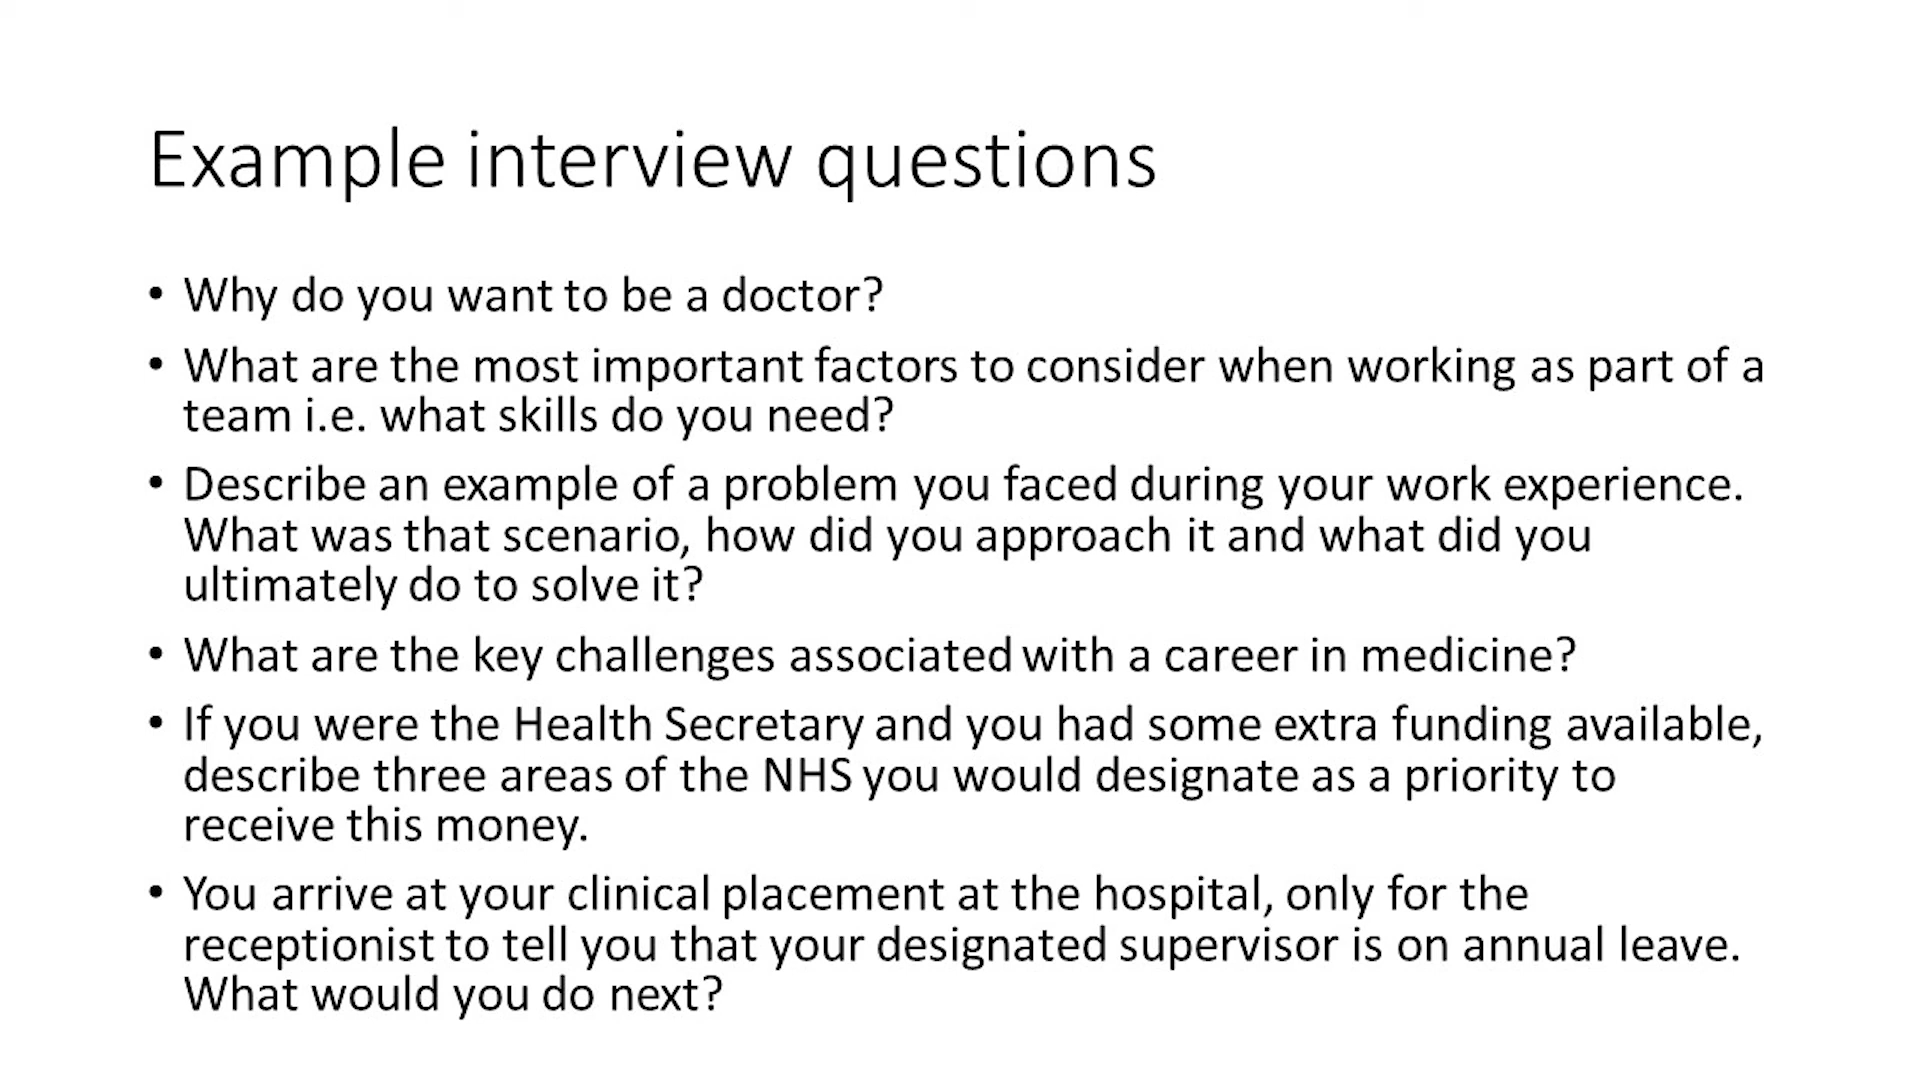 Example interview questions
• Why do you want to be a doctor?
• What are the most important factors to consider when working as part of a
team i.e. what skills do you need?
• Describe an example of a problem you faced during your work experience.
What was that scenario, how did you approach it and what did you
ultimately do to solve it?
• What are the key challenges associated with a career in medicine?
• If you were the Health Secretary and you had some extra funding available,
describe three areas of the NHS you would designate as a priority to
receive this money.
• You arrive at your clinical placement at the hospital, only for the
receptionist to tell you that your designated supervisor is on annual leave.
What would you do next?